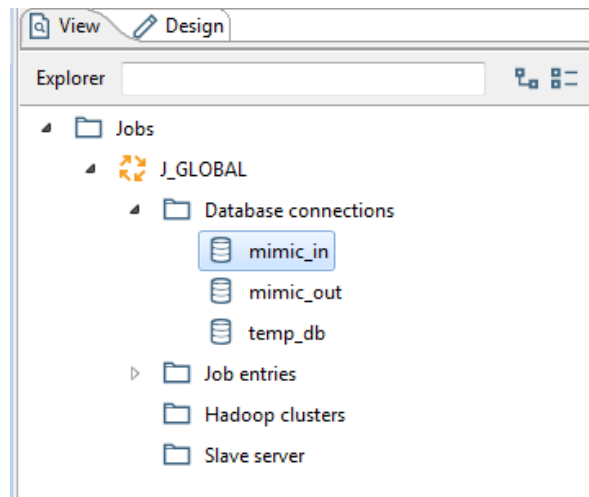 View Design
Explorer
Jobs
J_GLOBAL
Database connections
mimic_in
mimic_out
temp_db
Job entries
Hadoop clusters
Slave server